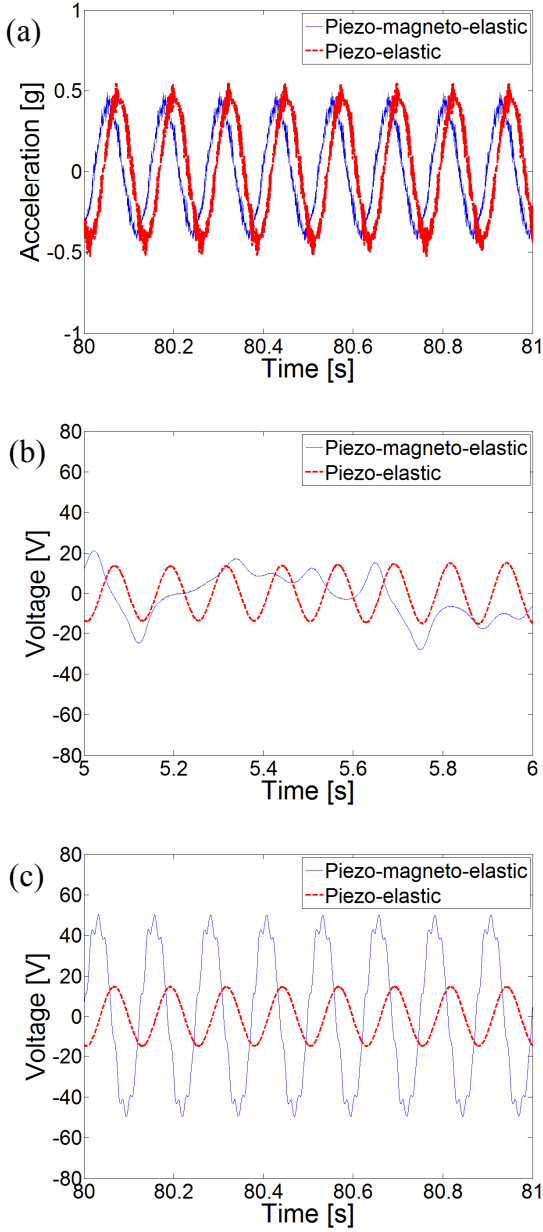 (a)
Piezo-magneto-elastic
Piezo-elastic
Acceleration [g]
1
0.5
0
-0.5
-1
80 80.2 80.4 80.6 80.8 81
Time [s]
(b)
Piezo-magneto-elastic
Piezo-elastic
Voltage [V]
80
60
40
20
0
-20
-40
-60
-80
5 5.2 5.4 5.6 5.8 6
Time [s]
(c)
Piezo-magneto-elastic
Piezo-elastic
Voltage [V]
80
60
40
20
0
-20
-40
-60
-80
80 80.2 80.4 80.6 80.8 81
Time [s]